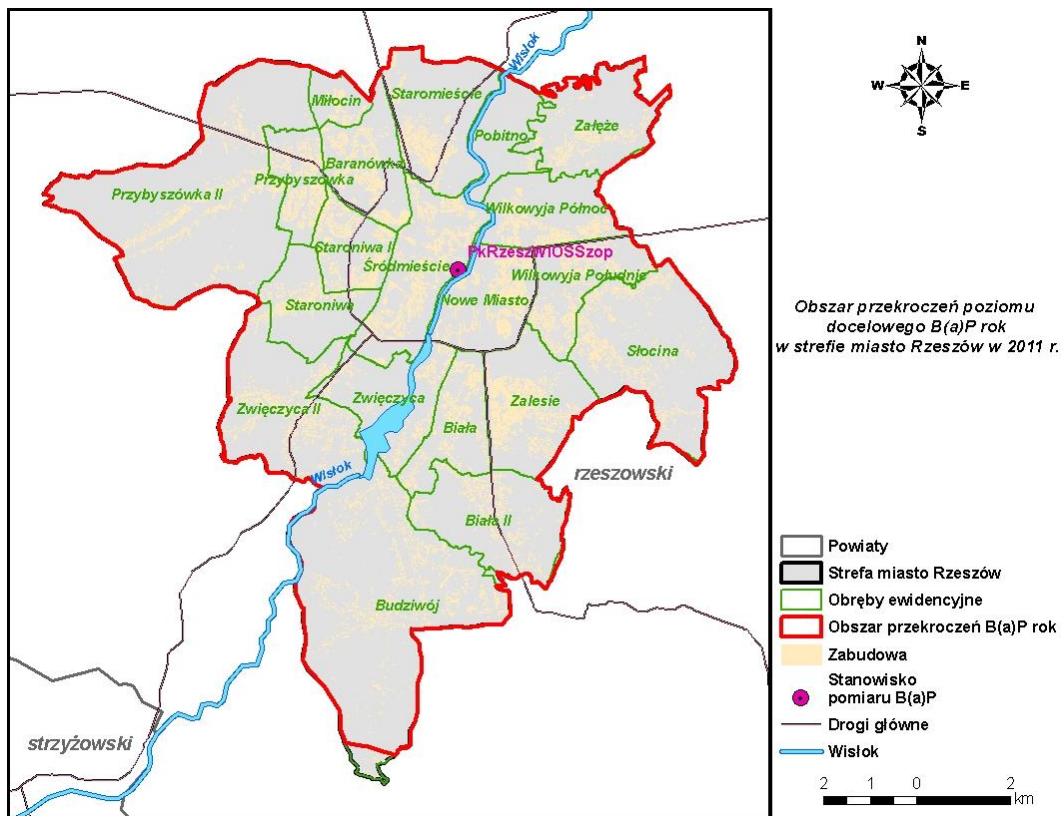 Wisłok
N
W
E
S
Miłocin
Staromieście
Pobitno
Załęże
Baranówka
Przybyszówka
Przybyszówka II
Wilkowyja Północ
Staroniwa I
PkRzeszWIOSSzop
Śródmieście
Wilkowyja Południe
Staroniwa
Nowe Miasto
Słocina
Obszar przekroczeń poziomu
docelowego B(a)P rok
w strefie miasto Rzeszów w 2011 r.
Zwięczyca II
Zwięczyca
Zalesie
Biała
Wisłok
rzeszowski
Biała II
Budziwój
strzyżowski
Powiaty
Strefa miasto Rzeszów
Obręby ewidencyjne
Obszar przekroczeń B(a)P rok
Zabudowa
Stanowisko
pomiaru B(a)P
Drogi główne
Wisłok
2 1 0 2
km